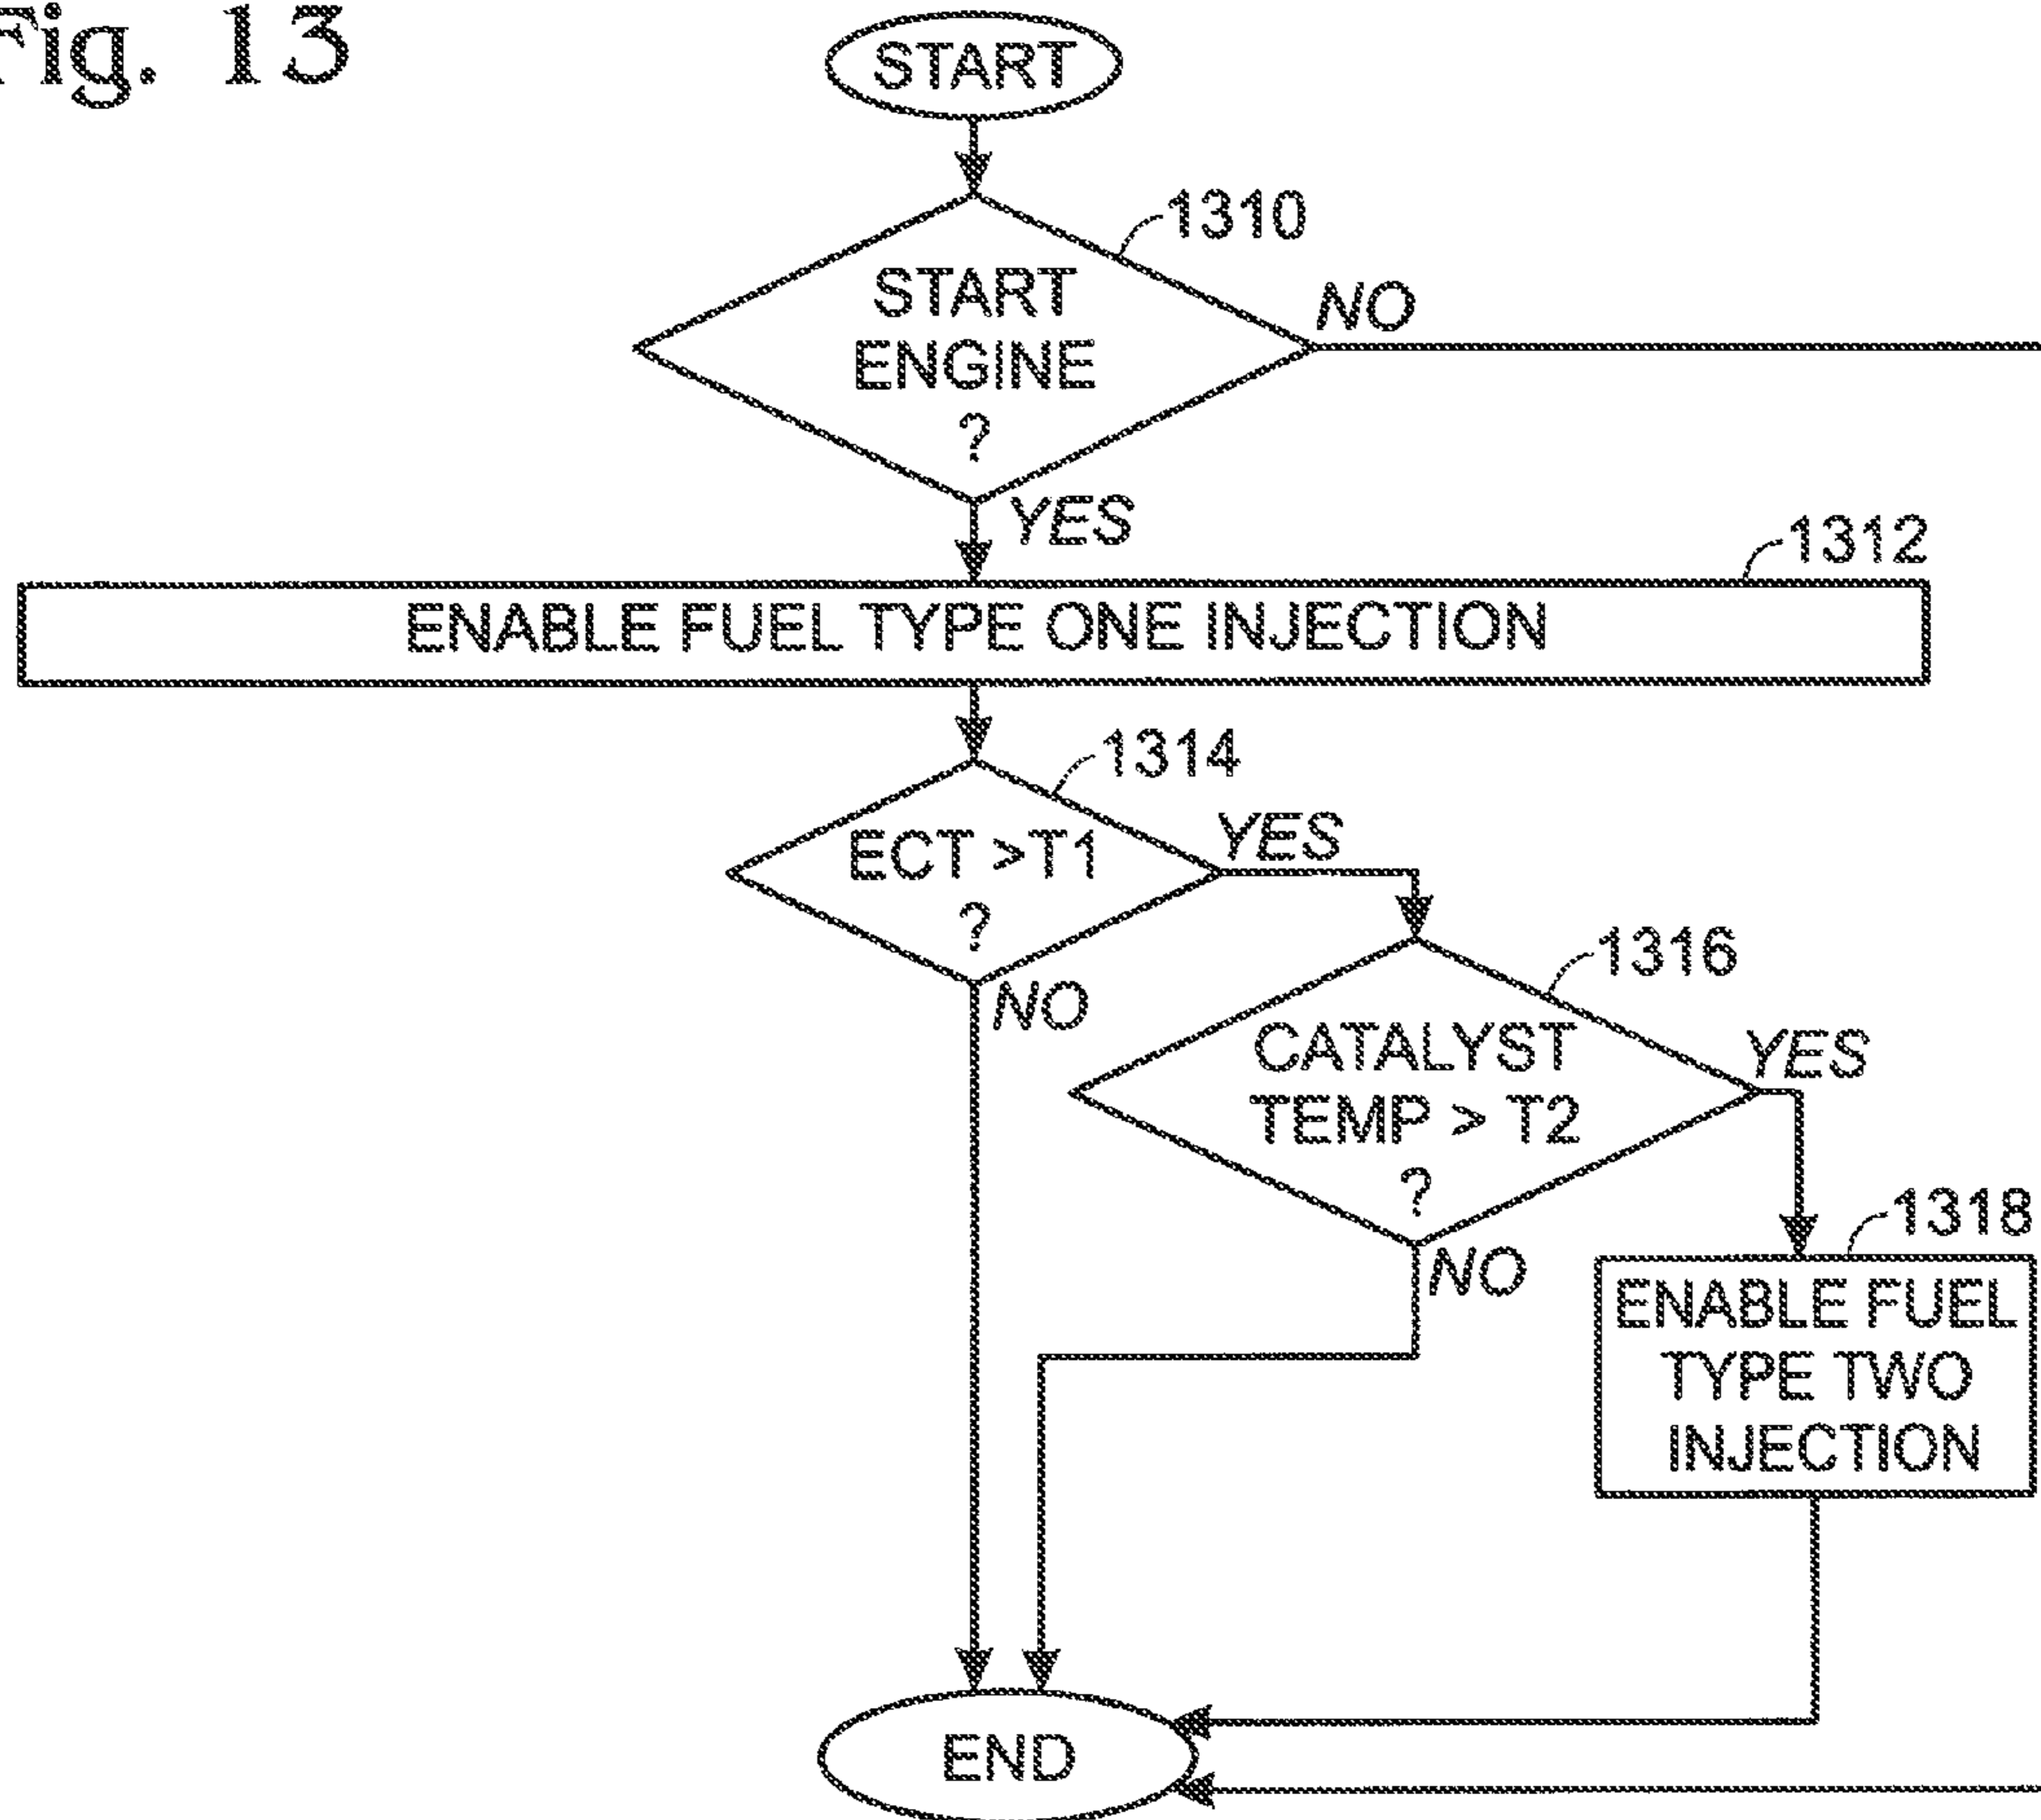 Fig. 13
START
1310
START
ENGINE
?
NO
YES
1312
ENABLE FUEL TYPE ONE INJECTION
1314
ECT >T1
?
YES
NO
1316
CATALYST
TEMP > T2
?
YES
NO
1318
ENABLE FUEL
TYPE TWO
INJECTION
END